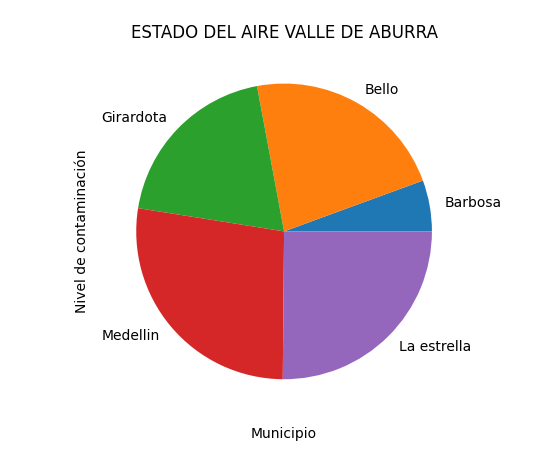 ESTADO DEL AIRE VALLE DE ABURRA
Bello
Girardota
Barbosa
Nivel de contaminación
Medellin
La estrella
Municipio